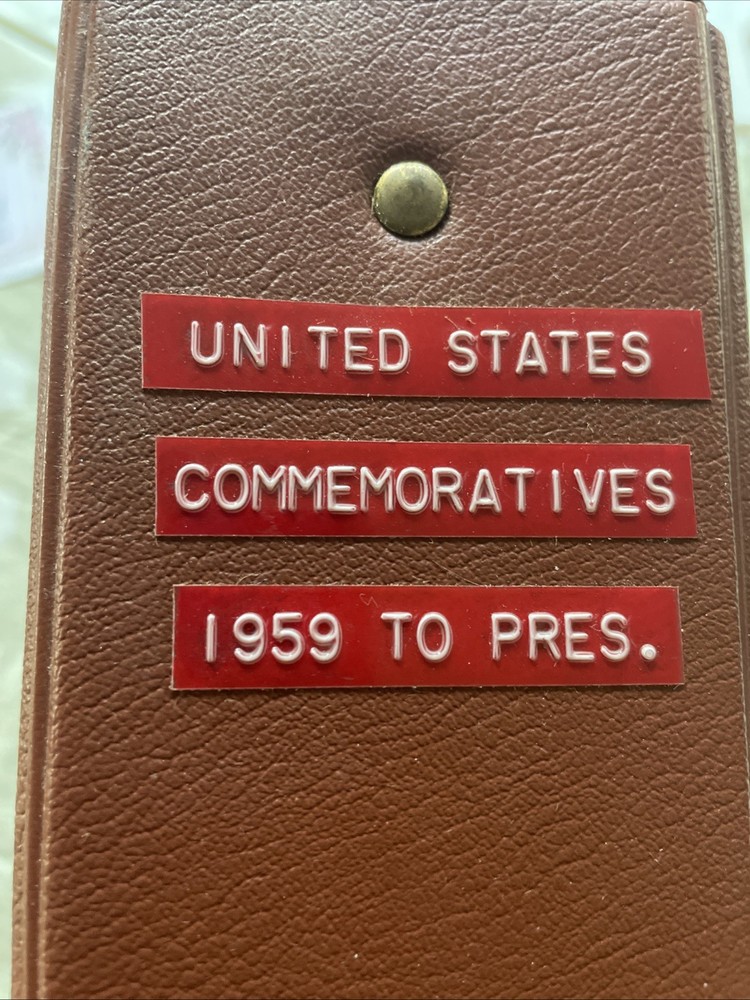 UNITED STATES
COMMEMORATIVES
1959 TO PRES.